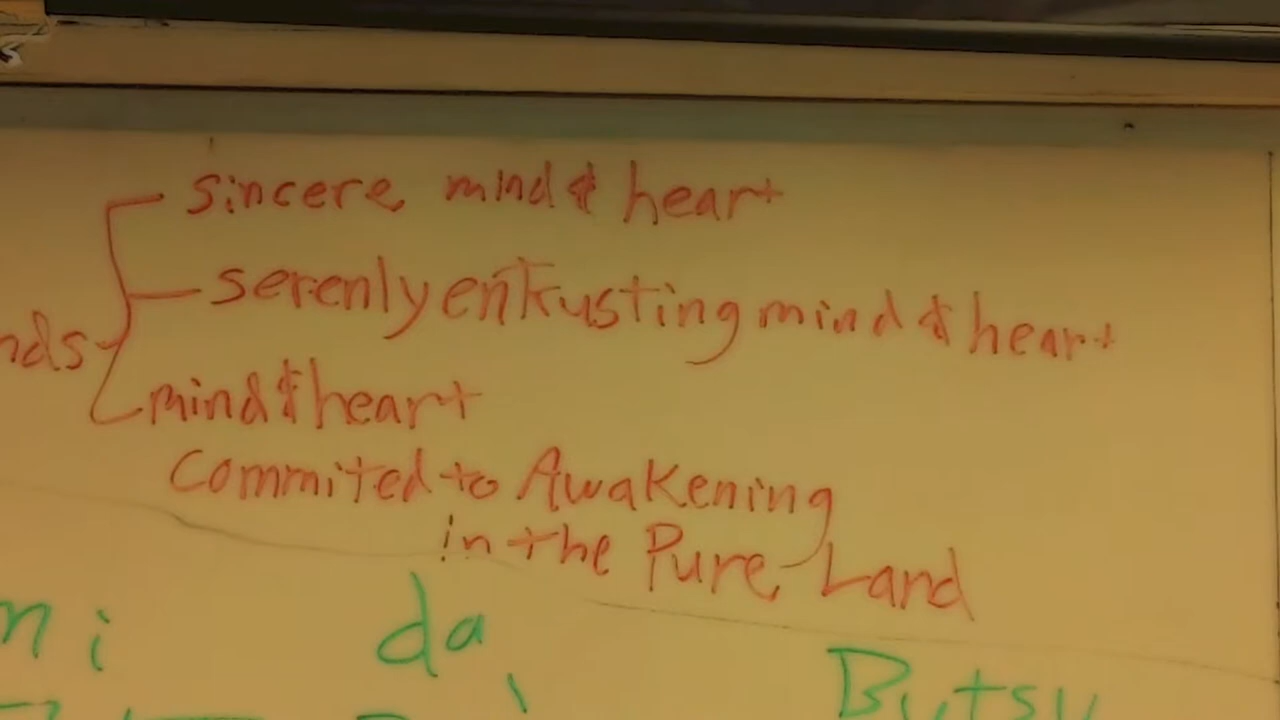 sincere mind & heart
serenly entrusting mind & heart
nds
mind & heart
Commited to Awakening
in the Pure Land
mi da Butsu